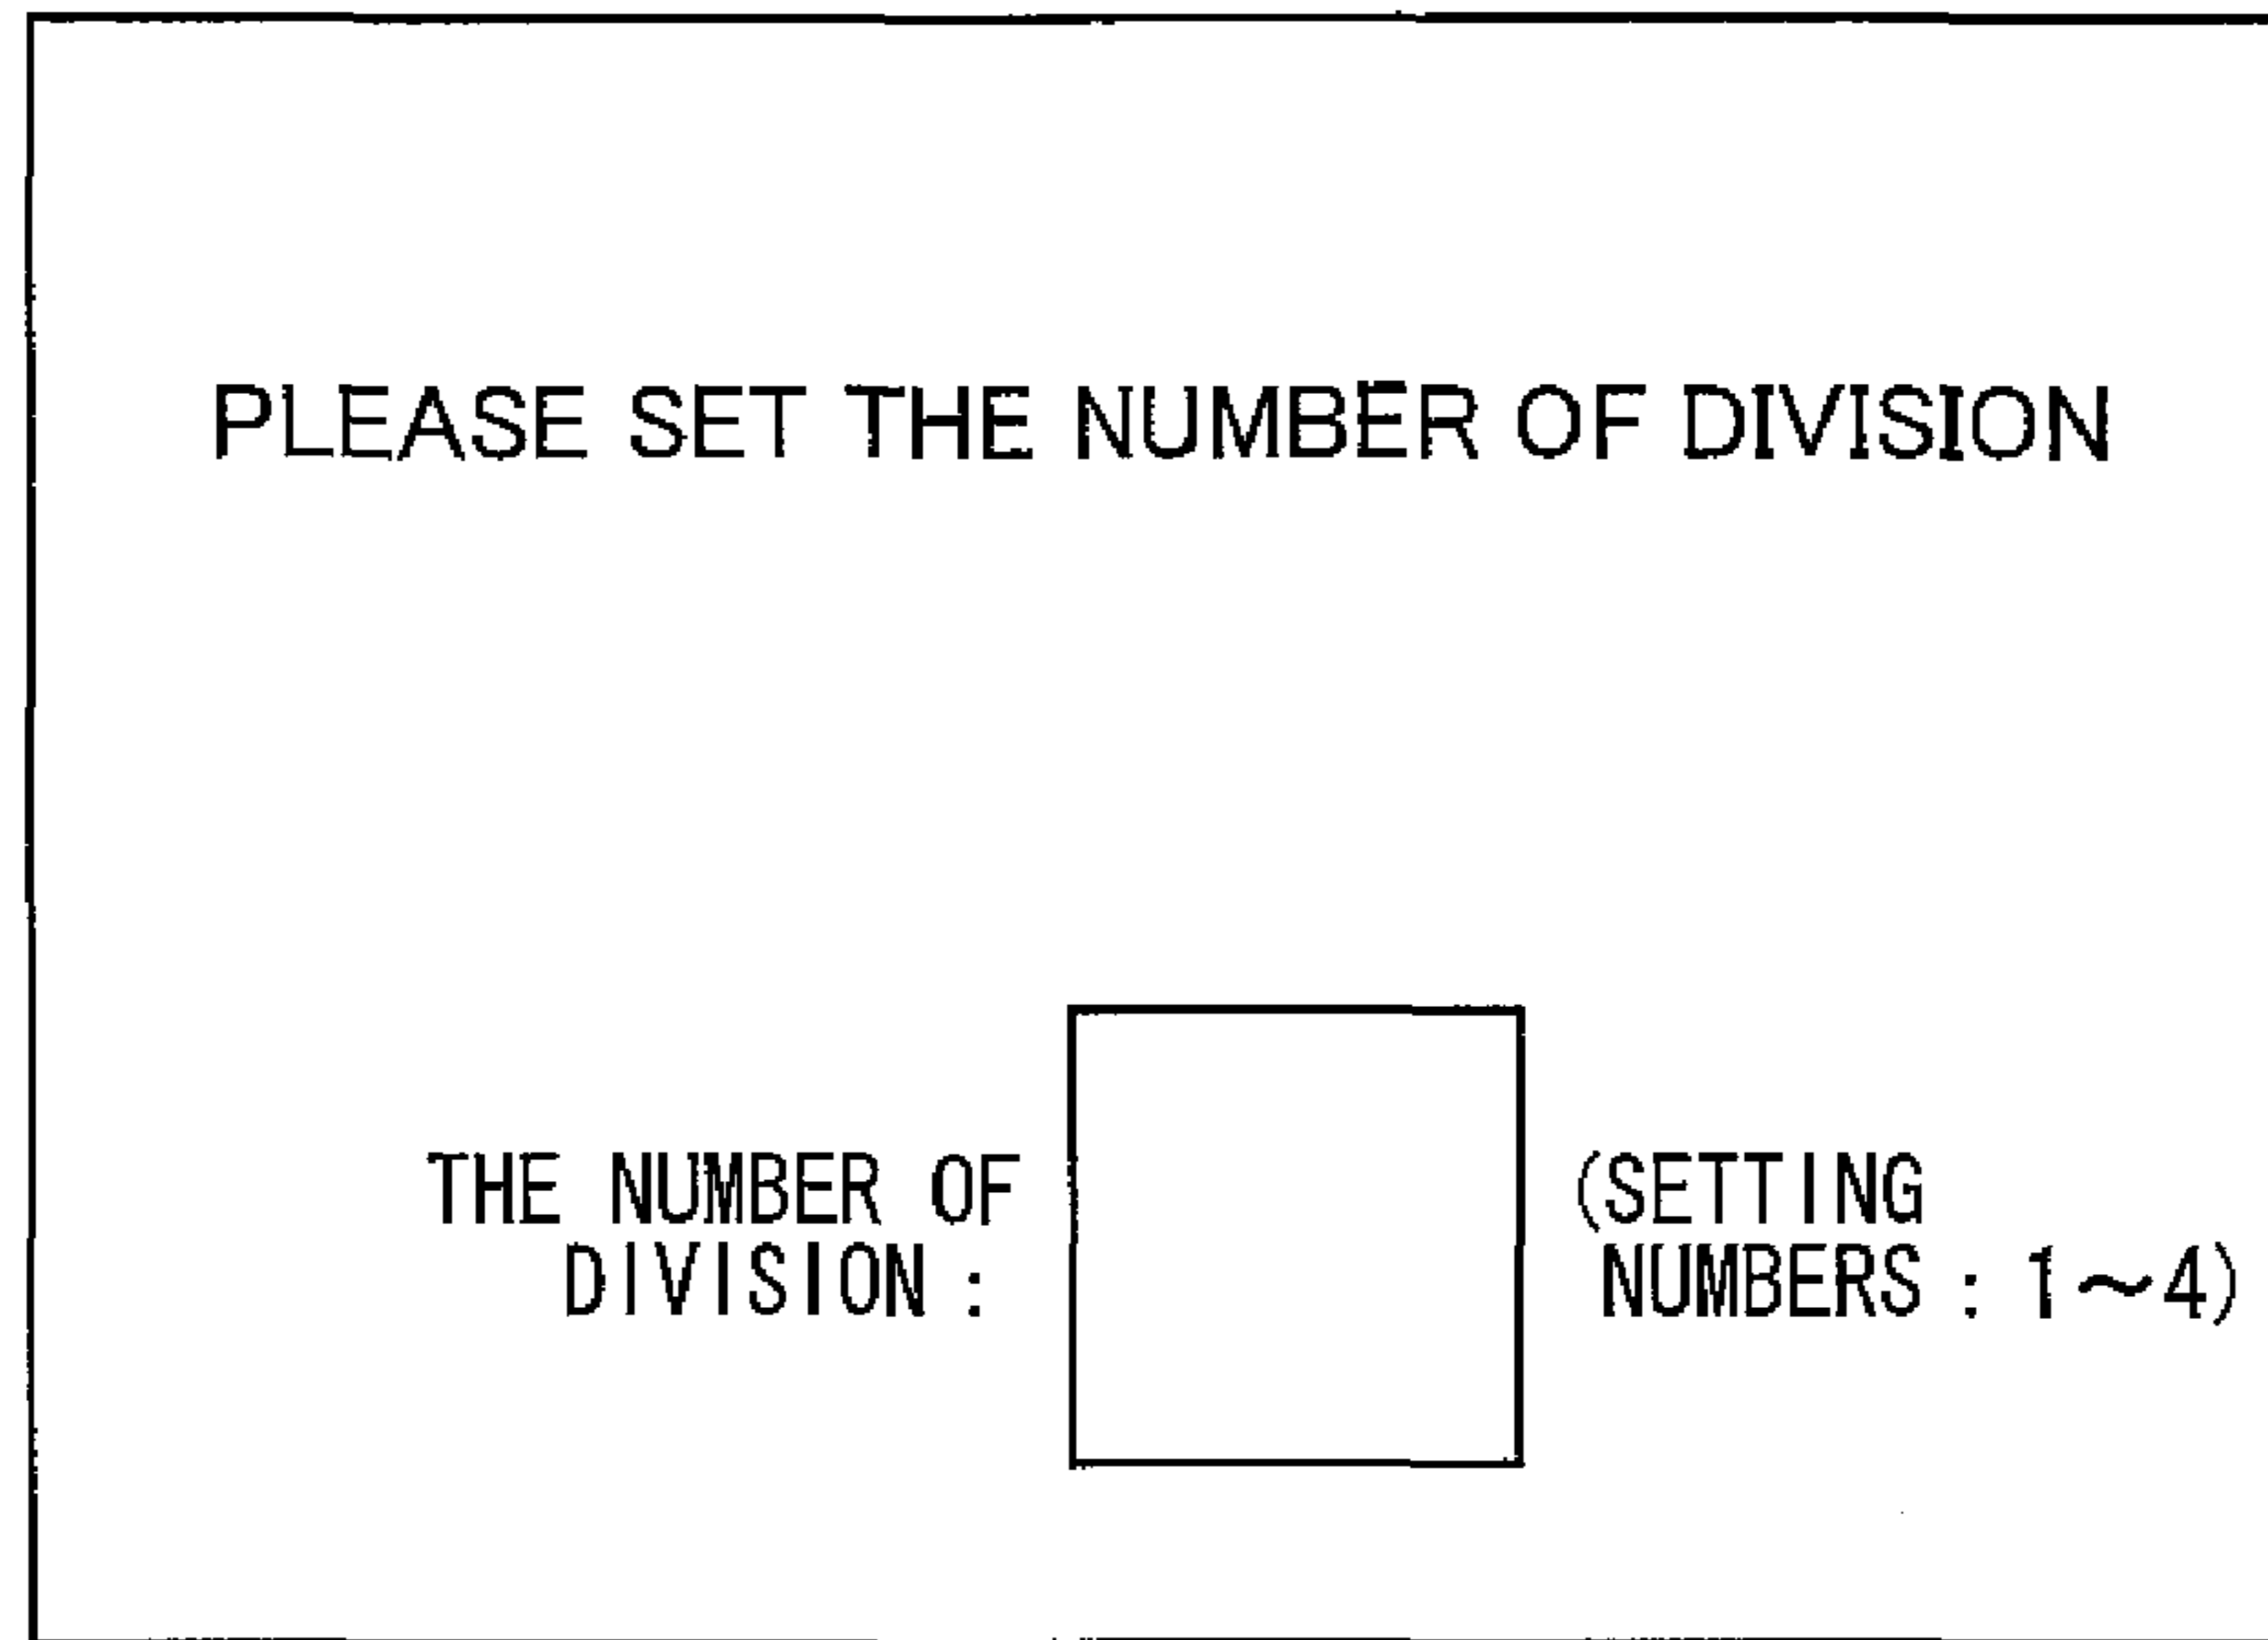 PLEASE SET THE NUMBER OF DIVISION
THE NUMBER OF
DIVISION :
(SETTING
NUMBERS : 1～4)